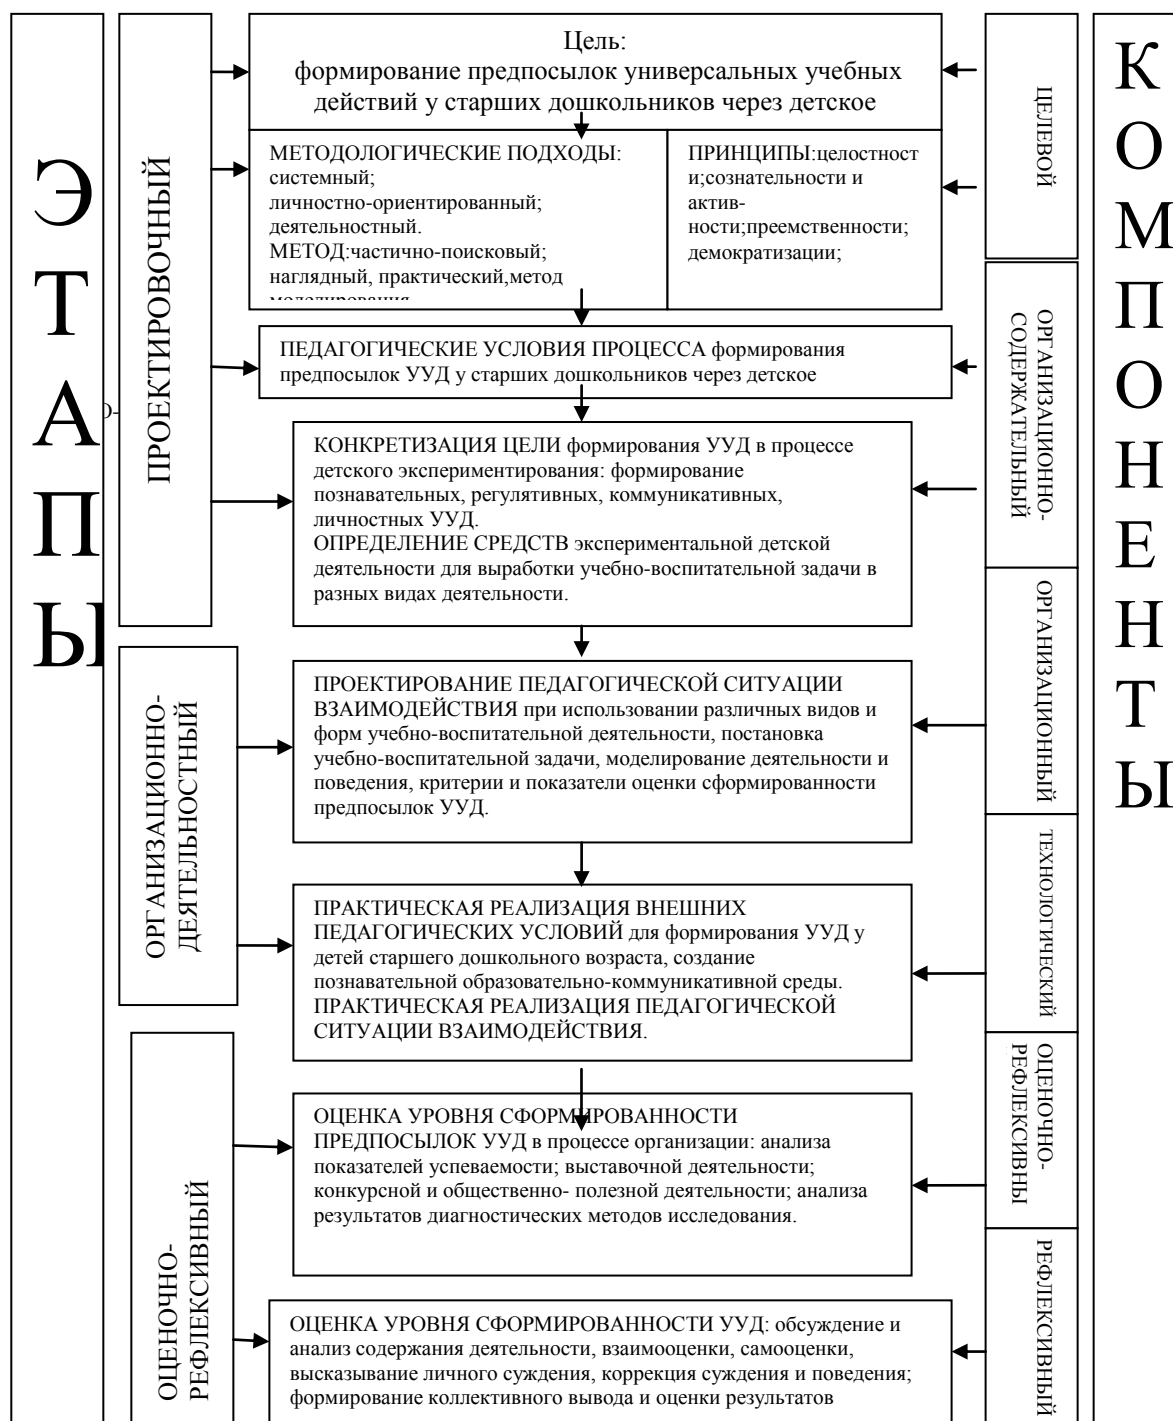 ЭТАПЫ
ПРОЕКТИРОВОЧНЫЙ
ОРГАНИЗАЦИОННО-
ДЕЯТЕЛЬНОСТНЫЙ
ОЦЕНОЧНО-
РЕФЛЕКСИВНЫЙ
Цель:
формирование предпосылок универсальных учебных
действий у старших дошкольников через детское
МЕТОДОЛОГИЧЕСКИЕ ПОДХОДЫ:
системный;
личностно-ориентированный;
деятельностный.
МЕТОД:частично-поисковый;
наглядный, практический,метод
моделирования
ПРИНЦИПЫ:целостност
и;сознательности и
актив-
ности;преемственности;
демократизации;
ПЕДАГОГИЧЕСКИЕ УСЛОВИЯ ПРОЦЕССА формирования
предпосылок УУД у старших дошкольников через детское
КОНКРЕТИЗАЦИЯ ЦЕЛИ формирования УУД в процессе
детского экспериментирования: формирование
познавательных, регулятивных, коммуникативных,
личностных УУД.
ОПРЕДЕЛЕНИЕ СРЕДСТВ экспериментальной детской
деятельности для выработки учебно-воспитательной задачи в
разных видах деятельности.
ПРОЕКТИРОВАНИЕ ПЕДАГОГИЧЕСКОЙ СИТУАЦИИ
ВЗАИМОДЕЙСТВИЯ при использовании различных видов и
форм учебно-воспитательной деятельности, постановка
учебно-воспитательной задачи, моделирование деятельности и
поведения, критерии и показатели оценки сформированности
предпосылок УУД.
ПРАКТИЧЕСКАЯ РЕАЛИЗАЦИЯ ВНЕШНИХ
ПЕДАГОГИЧЕСКИХ УСЛОВИЙ для формирования УУД у
детей старшего дошкольного возраста, создание
познавательной образовательно-коммуникативной среды.
ПРАКТИЧЕСКАЯ РЕАЛИЗАЦИЯ ПЕДАГОГИЧЕСКОЙ
СИТУАЦИИ ВЗАИМОДЕЙСТВИЯ.
ОЦЕНКА УРОВНЯ СФОРМИРОВАННОСТИ
ПРЕДПОСЫЛОК УУД в процессе организации: анализа
показателей успеваемости; выставочной деятельности;
конкурсной и общественно- полезной деятельности; анализа
результатов диагностических методов исследования.
ОЦЕНКА УРОВНЯ СФОРМИРОВАННОСТИ УУД: обсуждение и
анализ содержания деятельности, взаимооценки, самооценки,
высказывание личного суждения, коррекция суждения и поведения;
формирование коллективного вывода и оценки результатов
ЦЕЛЕВОЙ
ОРГАНИЗАЦИОННО-
СОДЕРЖАТЕЛЬНЫЙ
ОРГАНИЗАЦИОННЫЙ
ТЕХНОЛОГИЧЕСКИЙ
ОЦЕНОЧНО-
РЕФЛЕКСИВНЫ
РЕФЛЕКСИВНЫЙ
КОМПОНЕНТЫ